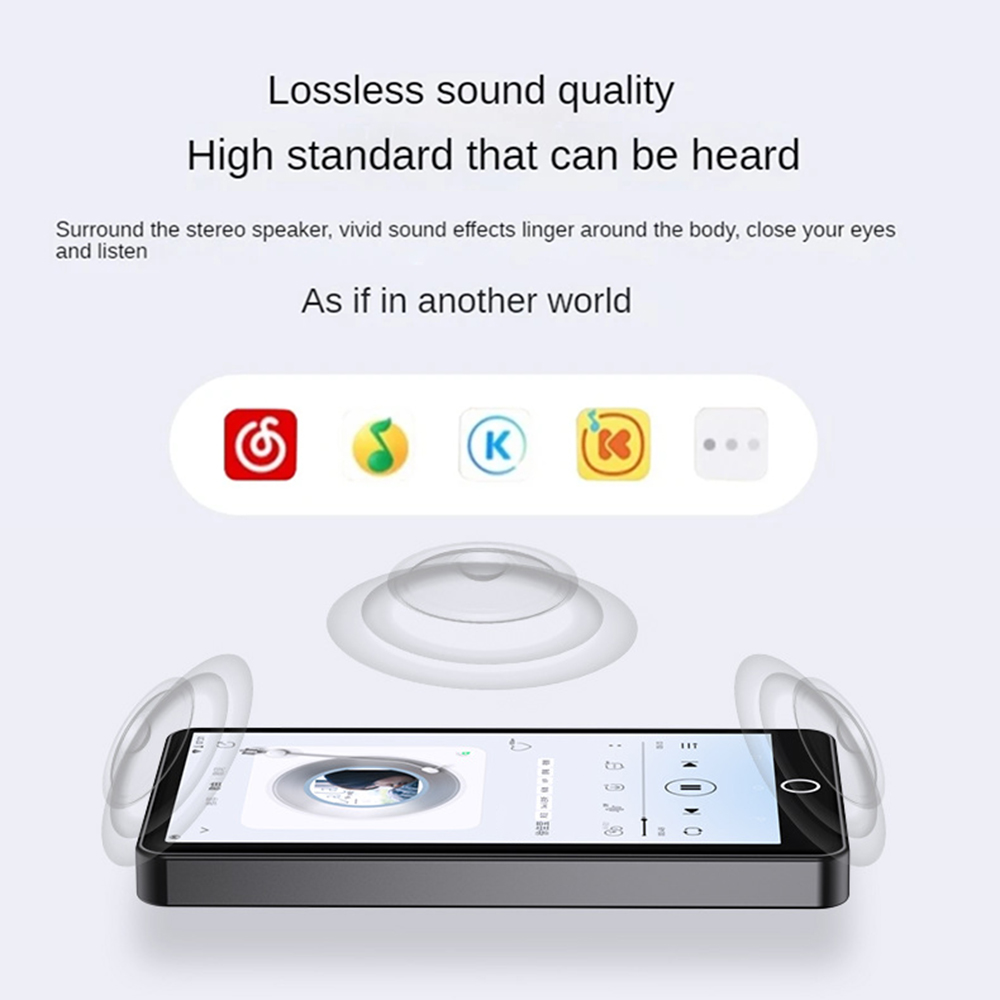 Lossless sound quality
High standard that can be heard
Surround the stereo speaker, vivid sound effects linger around the body, close your eyes
and listen
As if in another world
K